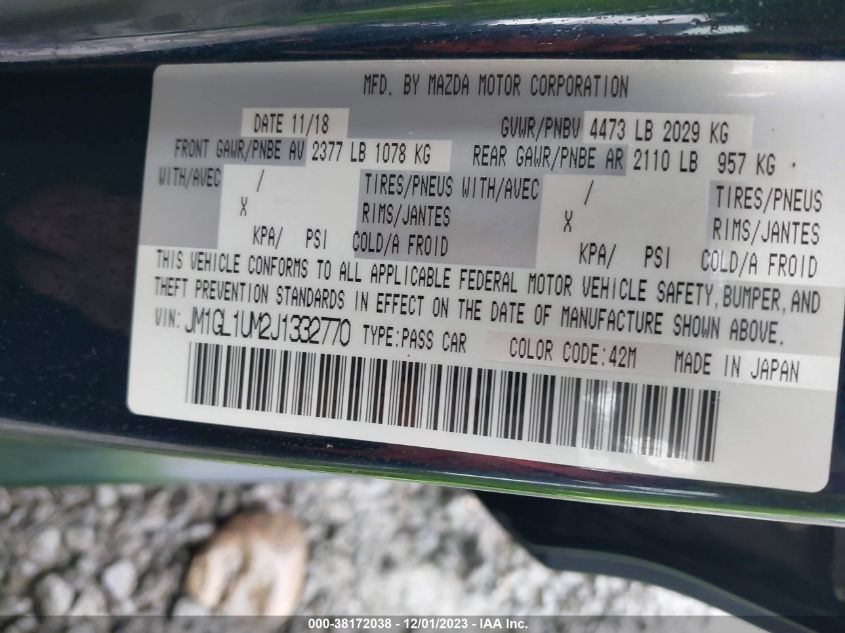 MFD. BY MAZDA MOTOR CORPORATION
DATE 11/18 GVWR/PNBV 4473 LB 2029 KG
FRONT GAWR/PNBE AV 2377 LB 1078 KG REAR GAWR/PNBE AR 2110 LB 957 KG
WITH/AVEC / TIRES/PNEUS WITH/AVEC / TIRES/PNEUS
X RIMS/JANTES X RIMS/JANTES
KPA/ PSI COLD/A FROID KPA/ PSI COLD/A FROID
THIS VEHICLE CONFORMS TO ALL APPLICABLE FEDERAL MOTOR VEHICLE SAFETY, BUMPER, AND
THEFT PREVENTION STANDARDS IN EFFECT ON THE DATE OF MANUFACTURE SHOWN ABOVE.
VIN: JM1GL1UM2J1332770 TYPE:PASS CAR COLOR CODE:42M MADE IN JAPAN
000-38172038 - 12/01/2023 - IAA Inc.